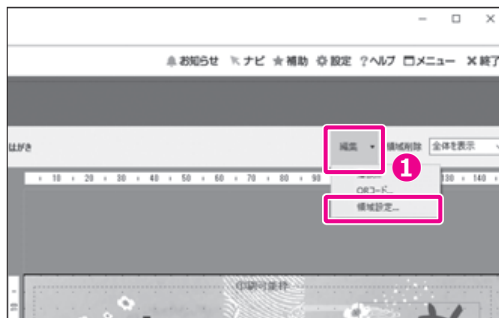 お知らせ ナビ 補助 設定 ?ヘルプ メニュー 終了
はがき 編集 領域削除 全体を表示
1
QRコード...
領域設定...
10 20 30 40 50 60 70 80 90 130 140
印刷可能枠